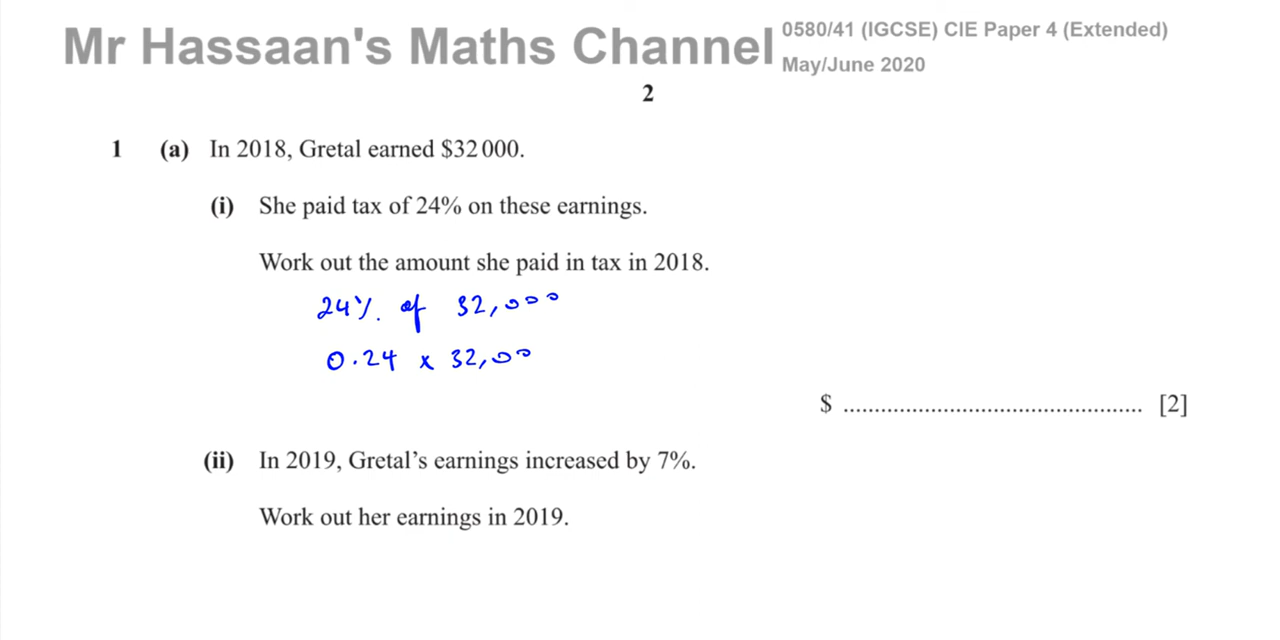 Mr Hassaan's Maths Channel 0580/41 (IGCSE) CIE Paper 4 (Extended)
May/June 2020
2
1 (a) In 2018, Gretal earned $32 000.
(i) She paid tax of 24% on these earnings.
Work out the amount she paid in tax in 2018.
24% of 32,000
0.24 x 32,00
$ ................................................ [2]
(ii) In 2019, Gretal’s earnings increased by 7%.
Work out her earnings in 2019.